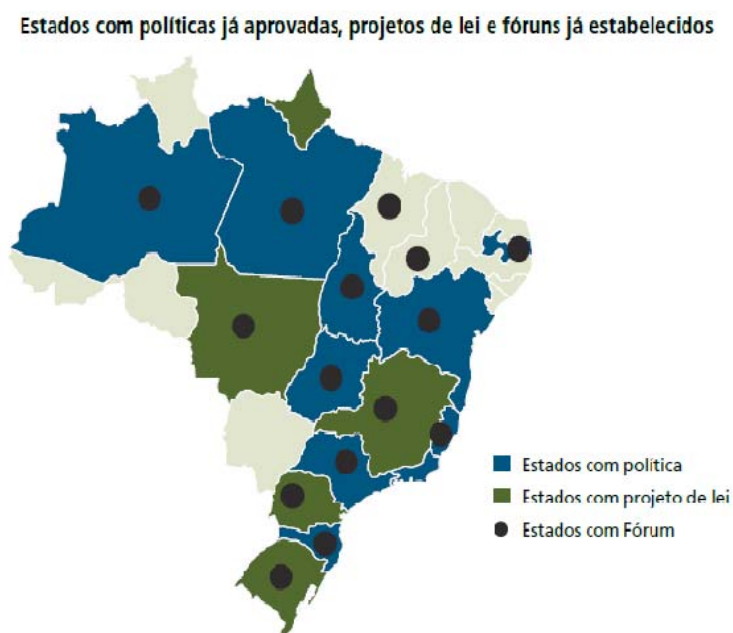 Estados com políticas já aprovadas, projetos de lei e fóruns já estabelecidos
Estados com política
Estados com projeto de lei
Estados com Fórum